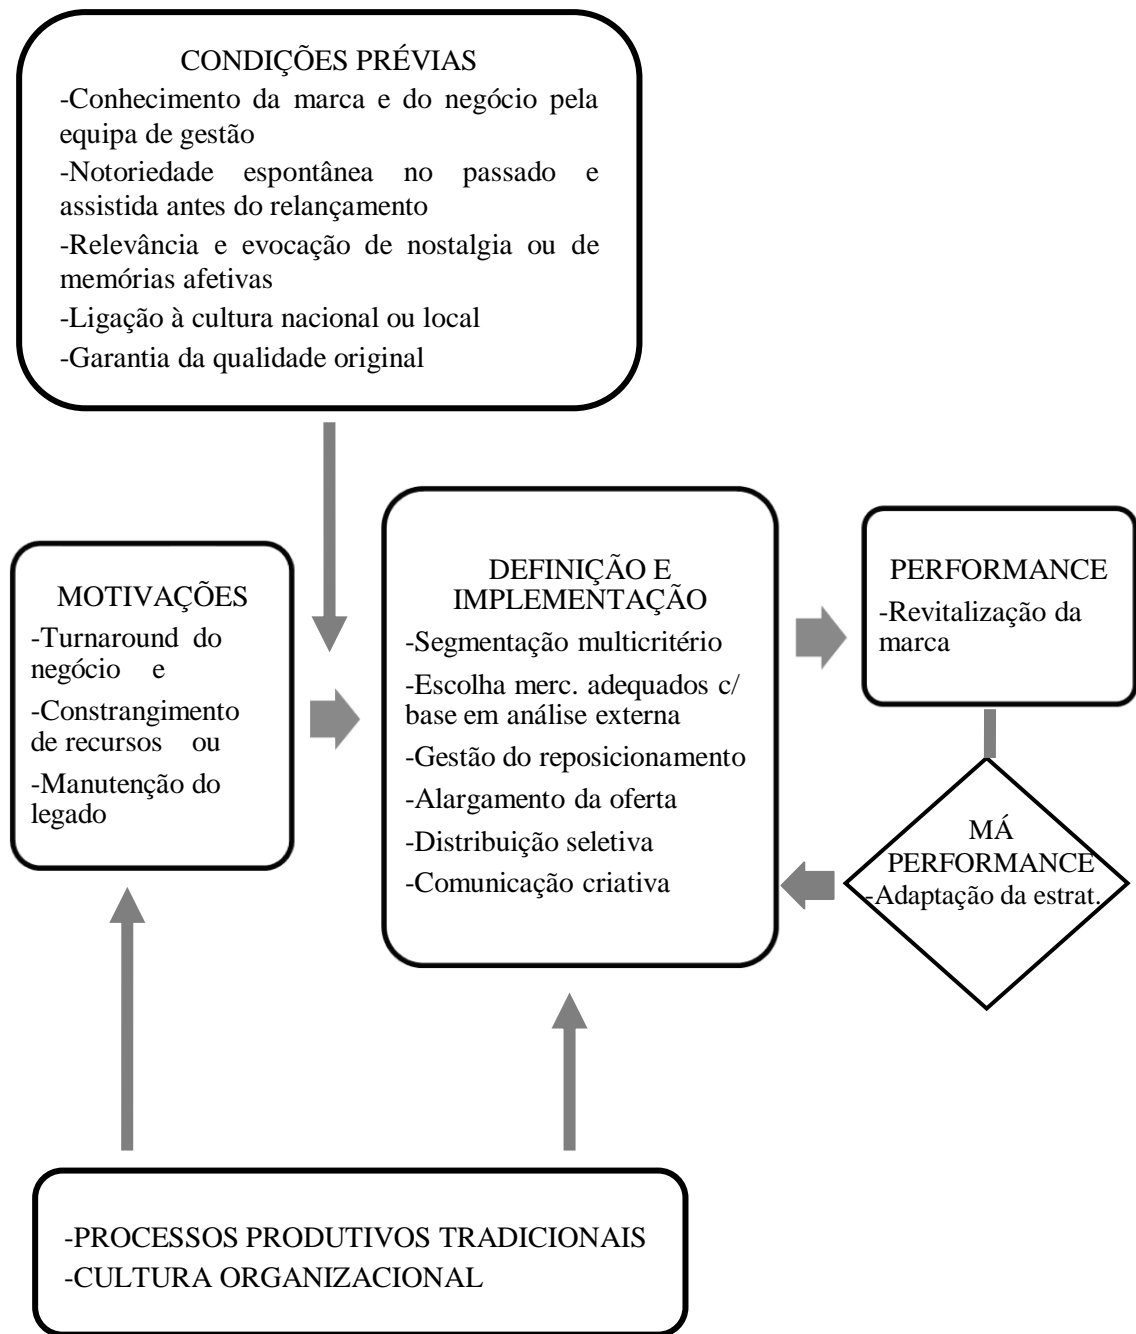 CONDIÇÕES PRÉVIAS
-Conhecimento da marca e do negócio pela
equipa de gestão
-Notoriedade espontânea no passado e
assistida antes do relançamento
-Relevância e evocação de nostalgia ou de
memórias afetivas
-Ligação à cultura nacional ou local
-Garantia da qualidade original
MOTIVAÇÕES
-Turnaround do
negócio e
-Constrangimento
de recursos ou
-Manutenção do
legado
DEFINIÇÃO E
IMPLEMENTAÇÃO
-Segmentação multicritério
-Escolha merc. adequados c/
base em análise externa
-Gestão do reposicionamento
-Alargamento da oferta
-Distribuição seletiva
-Comunicação criativa
PERFORMANCE
-Revitalização da
marca
MÁ
PERFORMANCE
-Adaptação da estrat.
-PROCESSOS PRODUTIVOS TRADICIONAIS
-CULTURA ORGANIZACIONAL